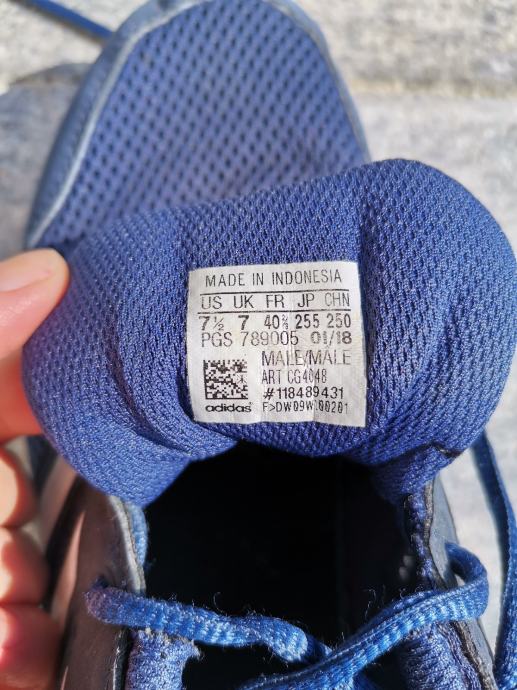 MADE IN INDONESIA
US UK FR JP CHN
7½ 7 40⅔ 255 250
PGS 789005 01/18
MALE/MALE
ART CG4048
#118489431
adidas